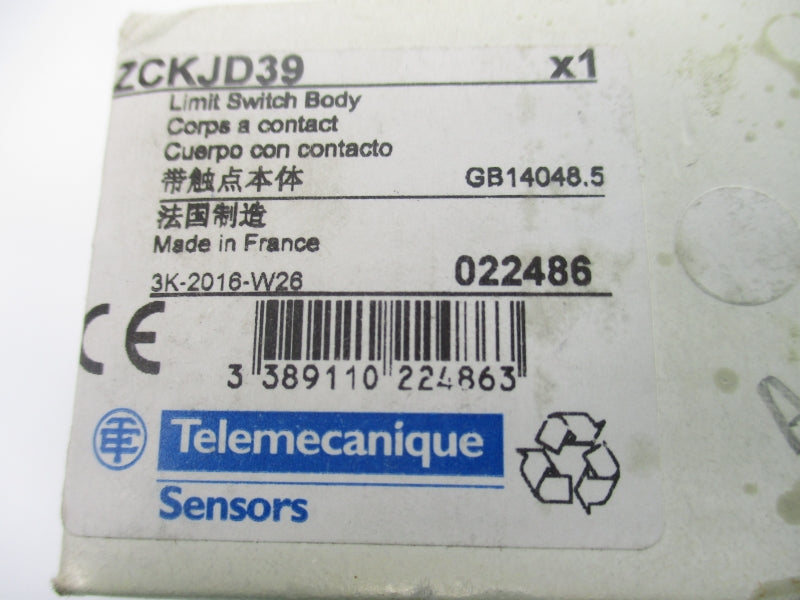 ZCKJD39 x1
Limit Switch Body
Corps a contact
Cuerpo con contacto
带触点本体 GB14048.5
法国制造
Made in France
3K-2016-W26 022486
CE
3 389110 224863
Telemecanique
Sensors